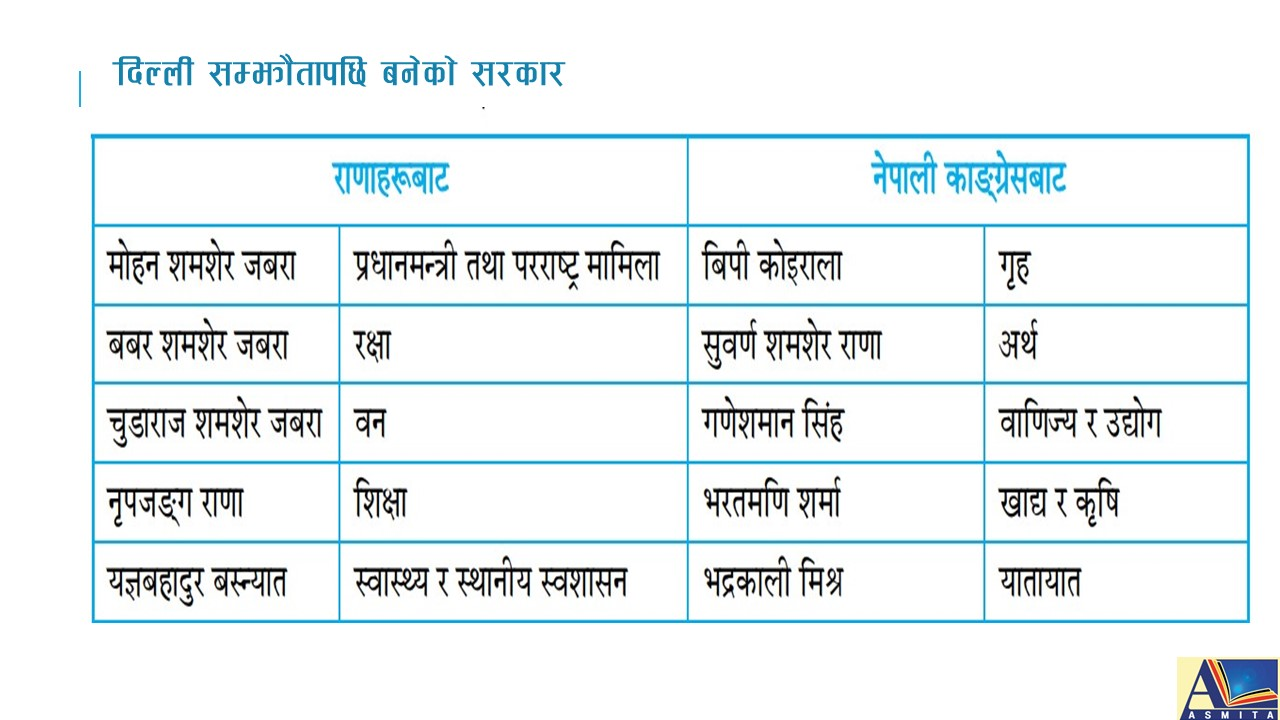 दिल्ली सम्झौतापछि बनेको सरकार
राणाहरूबाट नेपाली काङ्ग्रेसबाट
मोहन शमशेर जबरा प्रधानमन्त्री तथा परराष्ट्र मामिला बिपी कोइराला गृह
बबर शमशेर जबरा रक्षा सुवर्ण शमशेर राणा अर्थ
चुडाराज शमशेर जबरा वन गणेशमान सिंह वाणिज्य र उद्योग
नृपजङ्ग राणा शिक्षा भरतमणि शर्मा खाद्य र कृषि
यज्ञबहादुर बस्न्यात स्वास्थ्य र स्थानीय स्वशासन भद्रकाली मिश्र यातायात
ASMITA